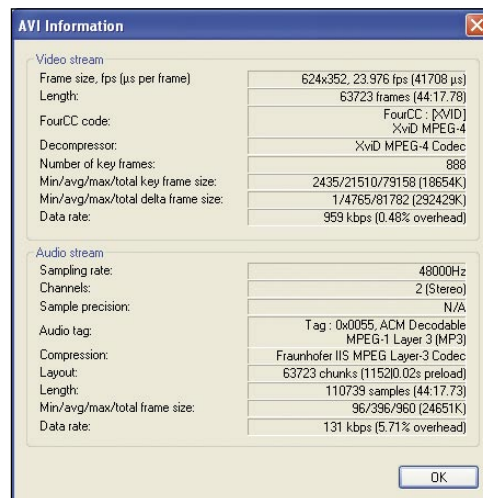 AVI Information
Video stream
Frame size, fps (µs per frame) 624x352, 23.976 fps (41708 µs)
Length: 63723 frames (44:17.78)
FourCC code: FourCC : [XVID]
XviD MPEG-4
Decompressor: XviD MPEG-4 Codec
Number of key frames: 888
Min/avg/max/total key frame size: 2435/21510/79158 (18654K)
Min/avg/max/total delta frame size: 1/4765/81782 (292429K)
Data rate: 959 kbps (0.48% overhead)
Audio stream
Sampling rate: 48000Hz
Channels: 2 (Stereo)
Sample precision: N/A
Audio tag: Tag : 0x0055, ACM Decodable
MPEG-1 Layer 3 (MP3)
Compression: Fraunhofer IIS MPEG Layer-3 Codec
Layout: 63723 chunks (1152|0.02s preload)
Length: 110739 samples (44:17.73)
Min/avg/max/total frame size: 96/396/960 (24651K)
Data rate: 131 kbps (5.71% overhead)
OK